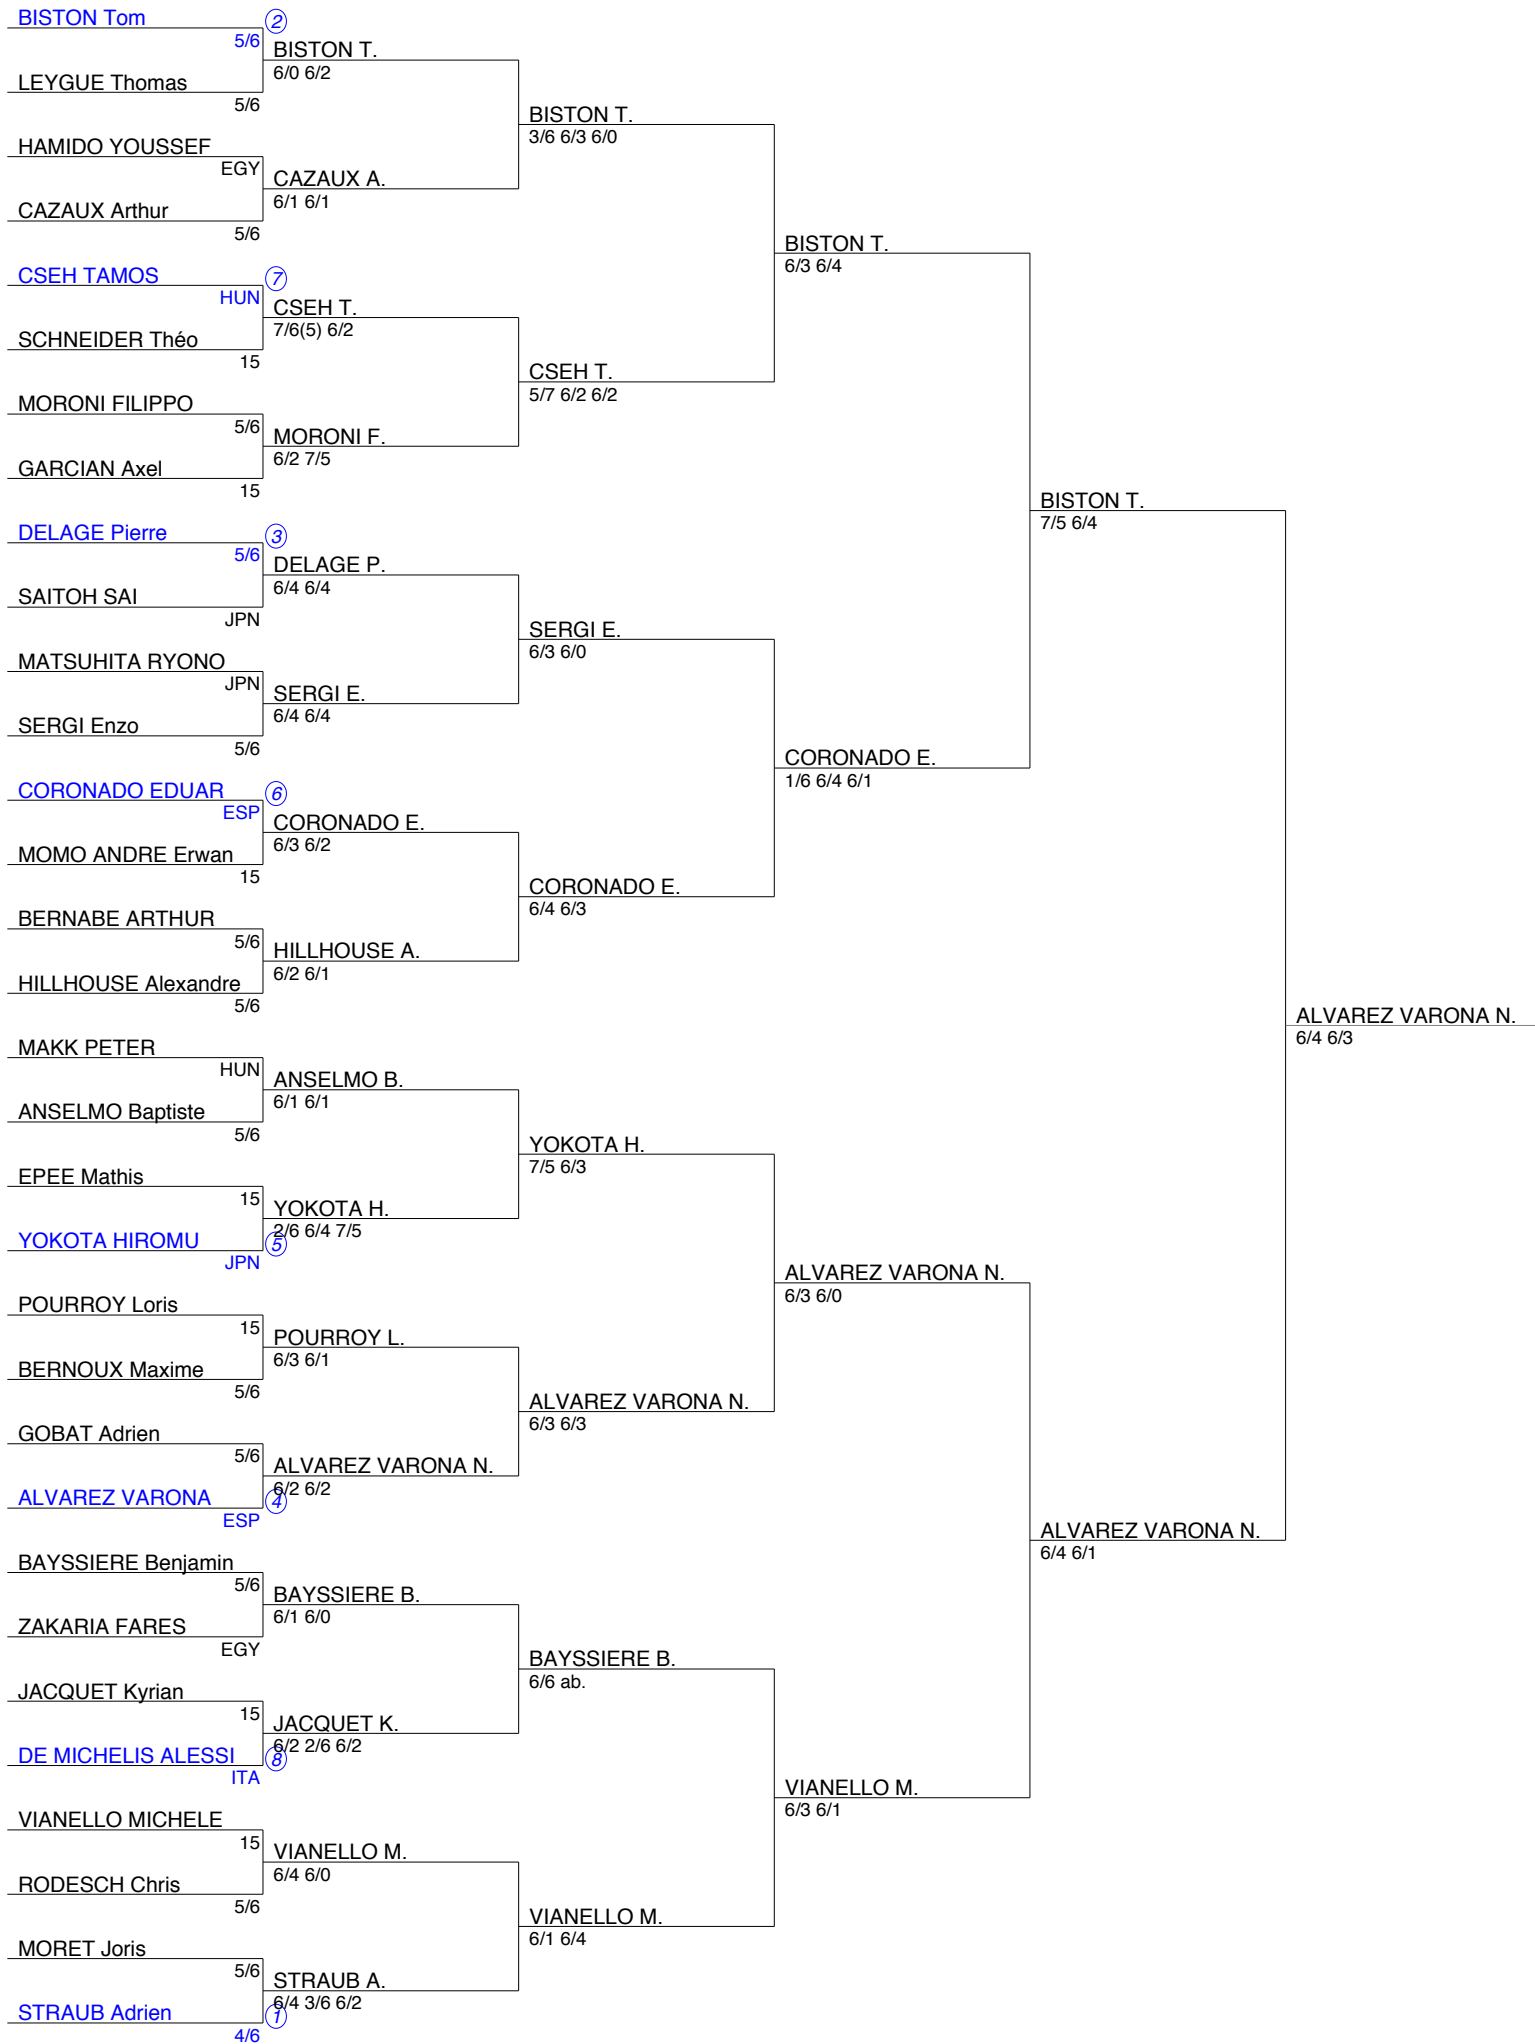 BISTON Tom
2
5/6
BISTON T.
6/0 6/2
LEYGUE Thomas
5/6
BISTON T.
3/6 6/3 6/0
HAMIDO YOUSSEF
EGY
CAZAUX A.
6/1 6/1
CAZAUX Arthur
5/6
BISTON T.
6/3 6/4
CSEH TAMOS
7
HUN
CSEH T.
7/6(5) 6/2
SCHNEIDER Théo
15
CSEH T.
5/7 6/2 6/2
MORONI FILIPPO
5/6
MORONI F.
6/2 7/5
GARCIAN Axel
15
BISTON T.
7/5 6/4
DELAGE Pierre
3
5/6
DELAGE P.
6/4 6/4
SAITOH SAI
JPN
SERGI E.
6/3 6/0
MATSUHITA RYONO
JPN
SERGI E.
6/4 6/4
SERGI Enzo
5/6
CORONADO E.
1/6 6/4 6/1
CORONADO EDUAR
6
ESP
CORONADO E.
6/3 6/2
MOMO ANDRE Erwan
15
CORONADO E.
6/4 6/3
BERNABE ARTHUR
5/6
HILLHOUSE A.
6/2 6/1
HILLHOUSE Alexandre
5/6
ALVAREZ VARONA N.
6/4 6/3
MAKK PETER
HUN
ANSELMO B.
6/1 6/1
ANSELMO Baptiste
5/6
YOKOTA H.
7/5 6/3
EPEE Mathis
15
YOKOTA H.
2/6 6/4 7/5
YOKOTA HIROMU
5
JPN
ALVAREZ VARONA N.
6/3 6/0
POURROY Loris
15
POURROY L.
6/3 6/1
BERNOUX Maxime
5/6
ALVAREZ VARONA N.
6/3 6/3
GOBAT Adrien
5/6
ALVAREZ VARONA N.
6/2 6/2
ALVAREZ VARONA
4
ESP
ALVAREZ VARONA N.
6/4 6/1
BAYSSIERE Benjamin
5/6
BAYSSIERE B.
6/1 6/0
ZAKARIA FARES
EGY
BAYSSIERE B.
6/6 ab.
JACQUET Kyrian
15
JACQUET K.
6/2 2/6 6/2
DE MICHELIS ALESSI
8
ITA
VIANELLO M.
6/3 6/1
VIANELLO MICHELE
15
VIANELLO M.
6/4 6/0
RODESCH Chris
5/6
VIANELLO M.
6/1 6/4
MORET Joris
5/6
STRAUB A.
6/4 3/6 6/2
STRAUB Adrien
1
4/6